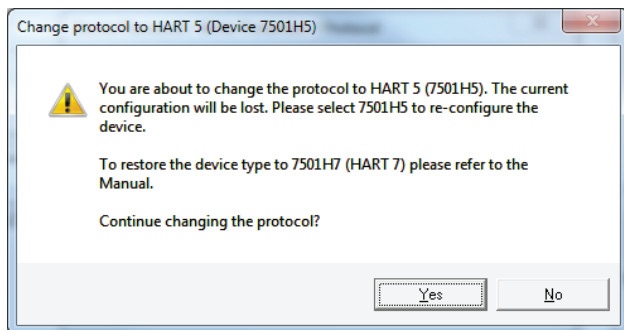 Change protocol to HART 5 (Device 7501H5)
You are about to change the protocol to HART 5 (7501H5). The current
configuration will be lost. Please select 7501H5 to re-configure the
device.
To restore the device type to 7501H7 (HART 7) please refer to the
Manual.
Continue changing the protocol?
Yes
No